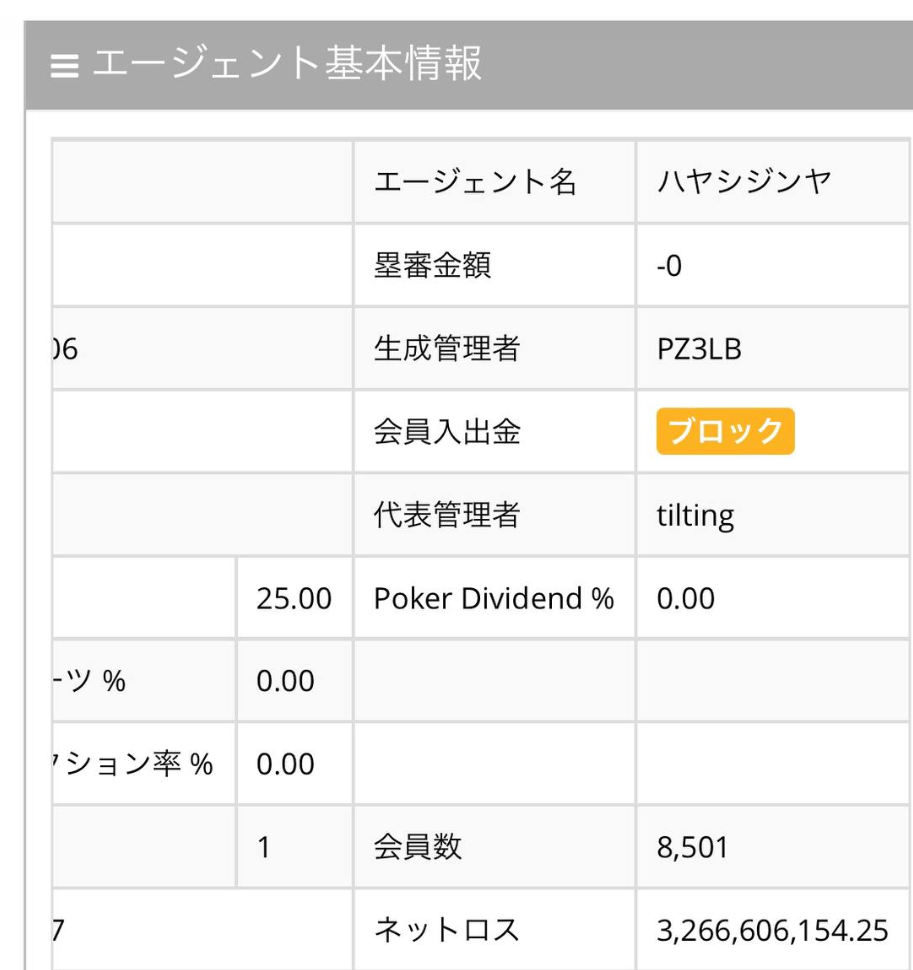 エージェント基本情報
エージェント名 ハヤシジンヤ
塁審金額 -0
06 生成管理者 PZ3LB
会員入出金 ブロック
代表管理者 tilting
25.00 Poker Dividend % 0.00
ーツ % 0.00
クション率 % 0.00
1 会員数 8,501
7 ネットロス 3,266,606,154.25